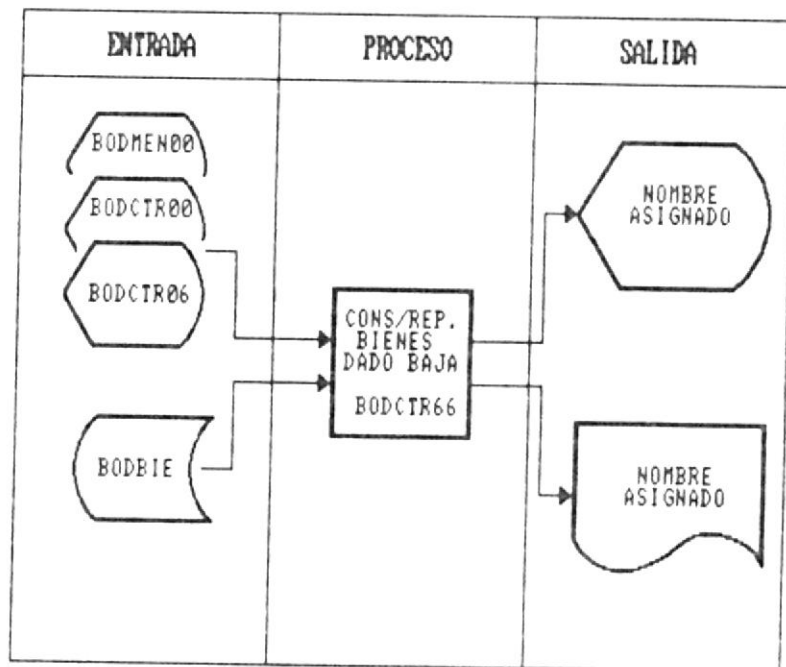 ENTRADA
PROCESO
SALIDA
BODMEN00
BODCTR00
BODCTR06
BODBIE
CONS/REP.
BIENES
DADO BAJA
BODCTR66
NOMBRE
ASIGNADO
NOMBRE
ASIGNADO